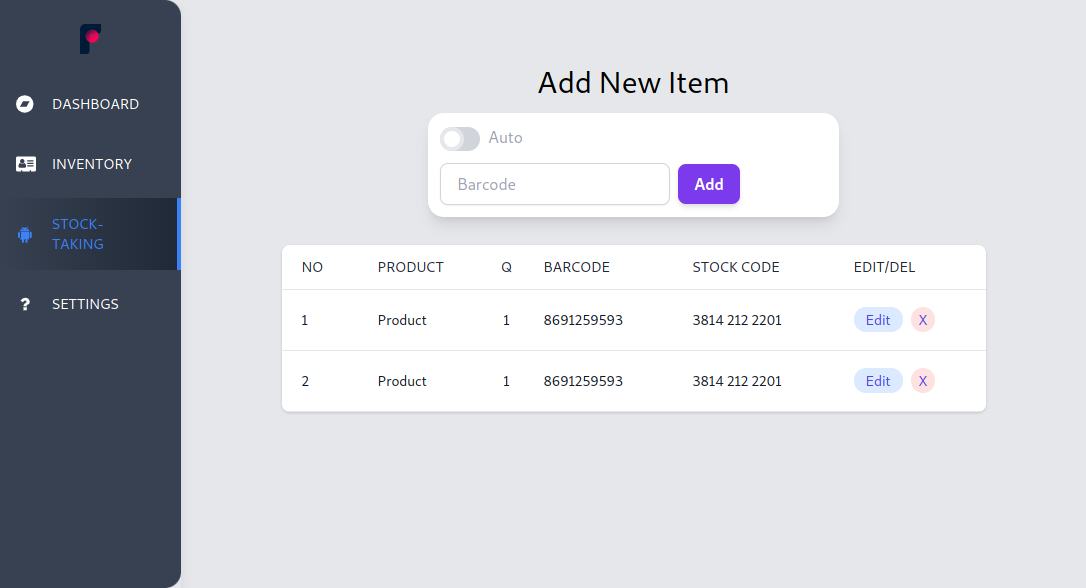 DASHBOARD
INVENTORY
STOCK-
TAKING
? SETTINGS
Add New Item
Auto
Barcode Add
NO PRODUCT Q BARCODE STOCK CODE EDIT/DEL
1 Product 1 8691259593 3814 212 2201 Edit X
2 Product 1 8691259593 3814 212 2201 Edit X